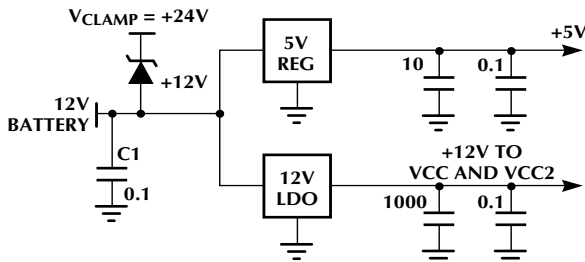 VCLAMP = +24V
+12V
12V
BATTERY
C1
0.1
5V
REG
10
0.1
+5V
12V
LDO
+12V TO
VCC AND VCC2
1000
0.1